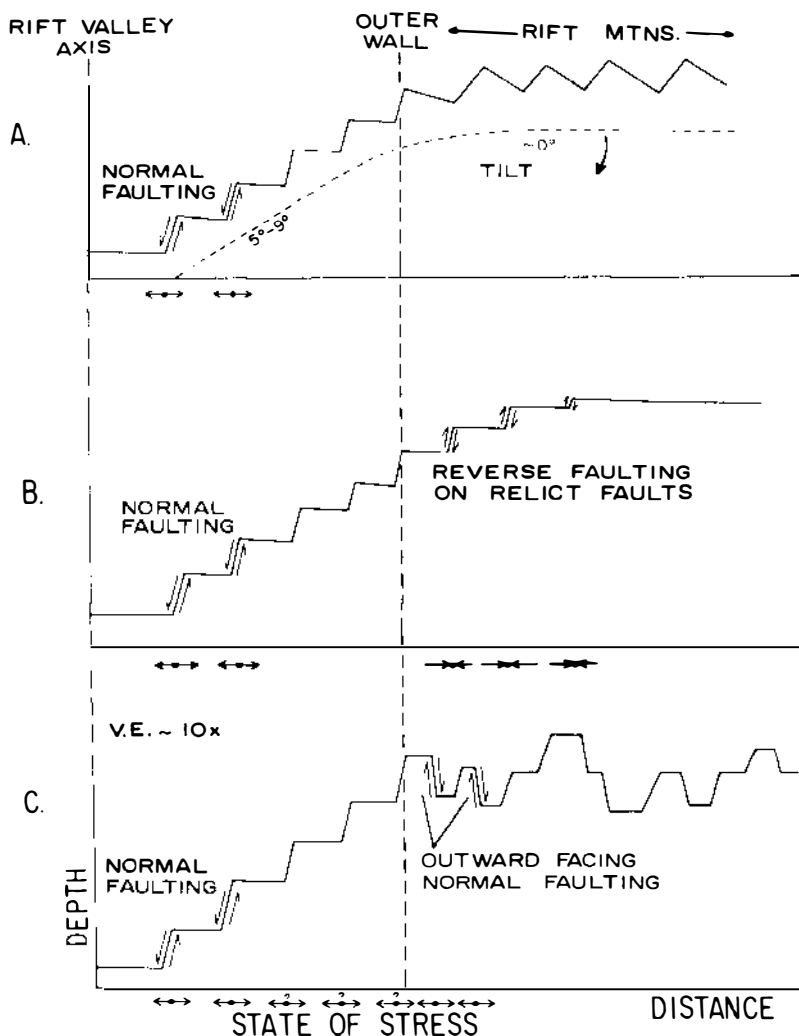 RIFT VALLEY
AXIS
OUTER
WALL
RIFT MTNS.
A.
NORMAL
FAULTING
5°-9°
~0°
TILT
B.
NORMAL
FAULTING
REVERSE FAULTING
ON RELICT FAULTS
V.E. ~ 10x
C.
NORMAL
FAULTING
OUTWARD FACING
NORMAL FAULTING
DEPTH
? ? ?
STATE OF STRESS
DISTANCE